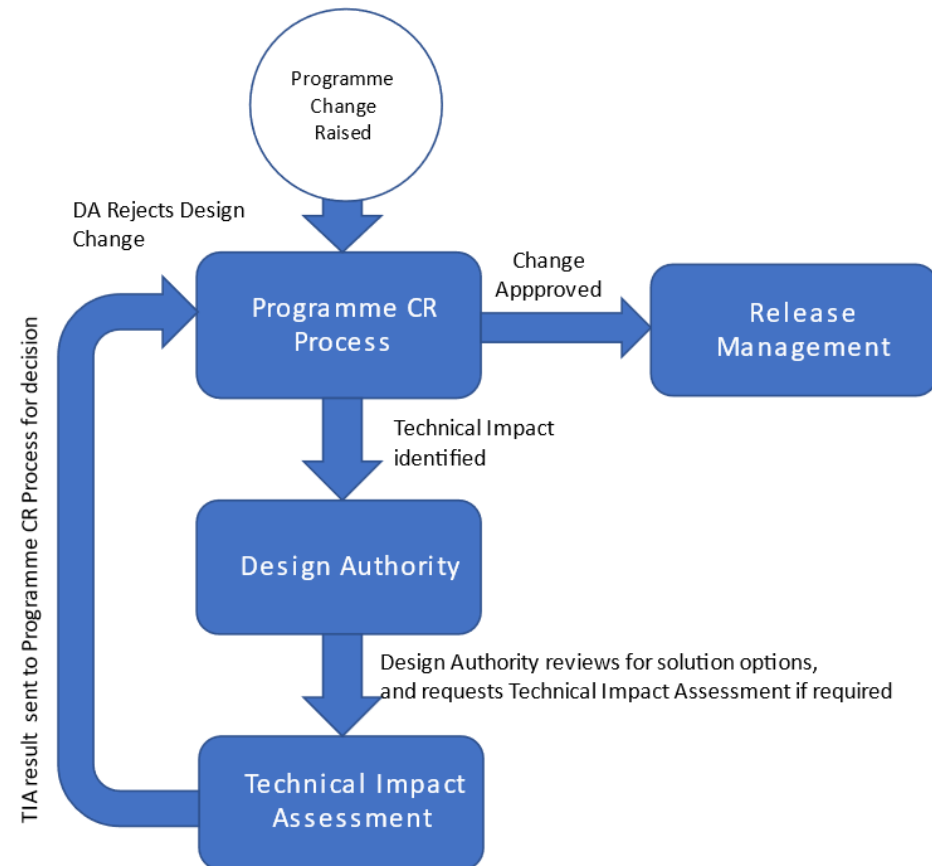 Programme
Change
Raised
DA Rejects Design
Change
Programme CR
Process
Change
Appproved
Release
Management
Technical Impact
identified
Design Authority
Design Authority reviews for solution options,
and requests Technical Impact Assessment if required
Technical Impact
Assessment
TIA result sent to Programme CR Process for decision